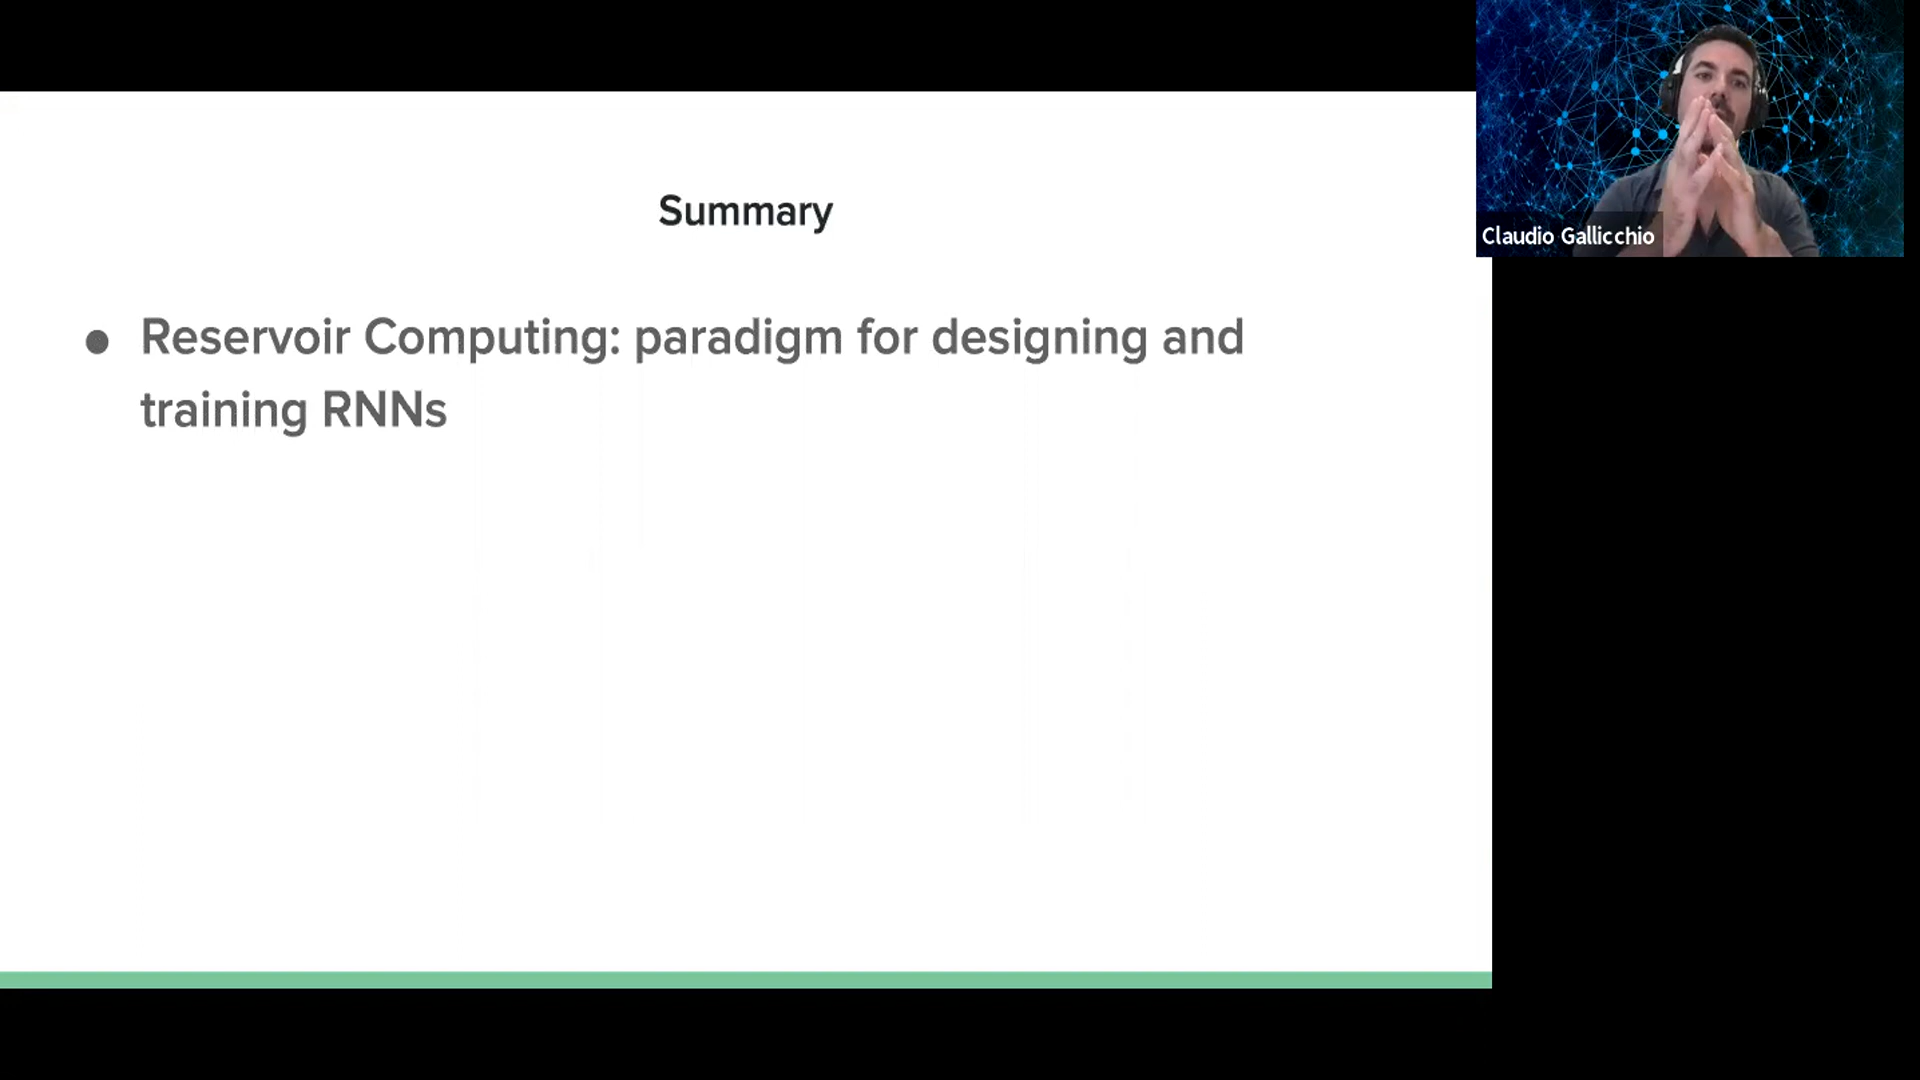 Summary
● Reservoir Computing: paradigm for designing and
training RNNs
Claudio Gallicchio